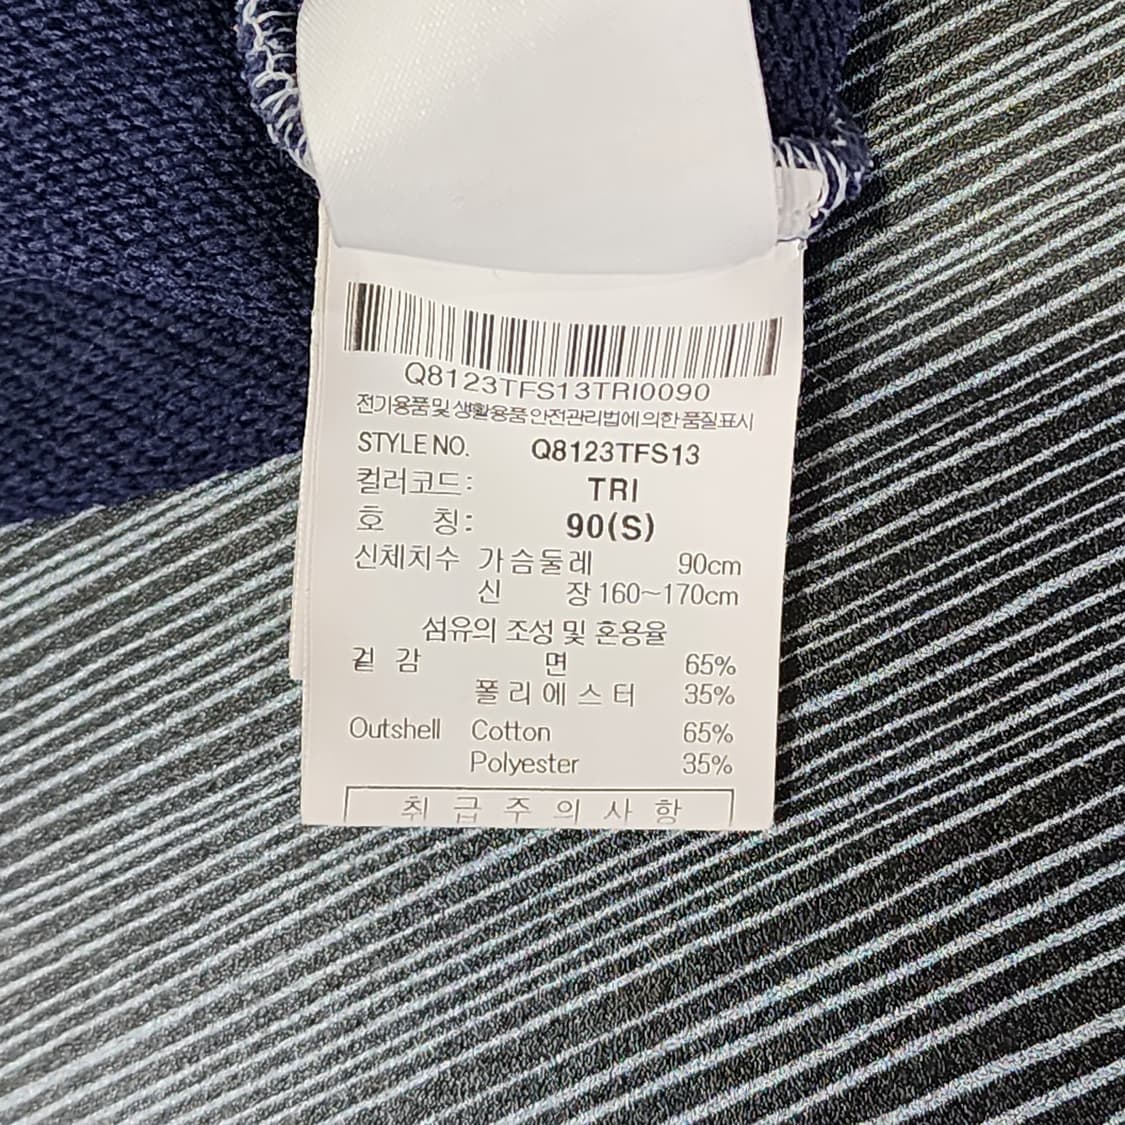 Q8123TFS13TRI0090
전기용품 및 생활용품 안전관리법에 의한 품질표시
STYLE NO. Q8123TFS13
컬러코드: TRI
호 칭: 90(S)
신체치수 가슴둘레 90cm
신 장 160~170cm
섬유의 조성 및 혼용율
겉 감 면 65%
폴리에스터 35%
Outshell Cotton 65%
Polyester 35%
취급주의사항